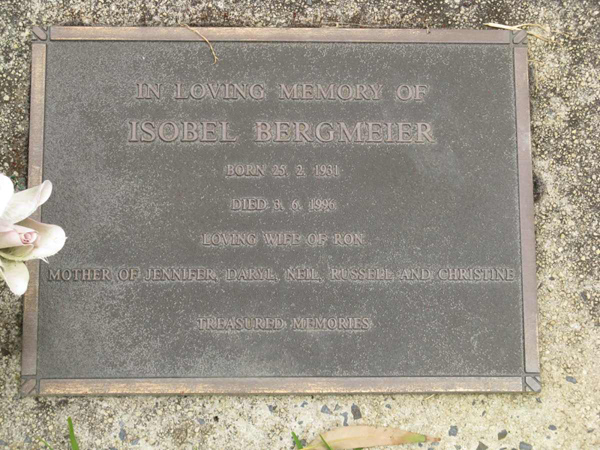 IN LOVING MEMORY OF
ISOBEL BERGMEIER
BORN 25. 2. 1931
DIED 3. 6. 1996
LOVING WIFE OF RON
MOTHER OF JENNIFER, DARYL, NEIL, RUSSELL AND CHRISTINE
TREASURED MEMORIES